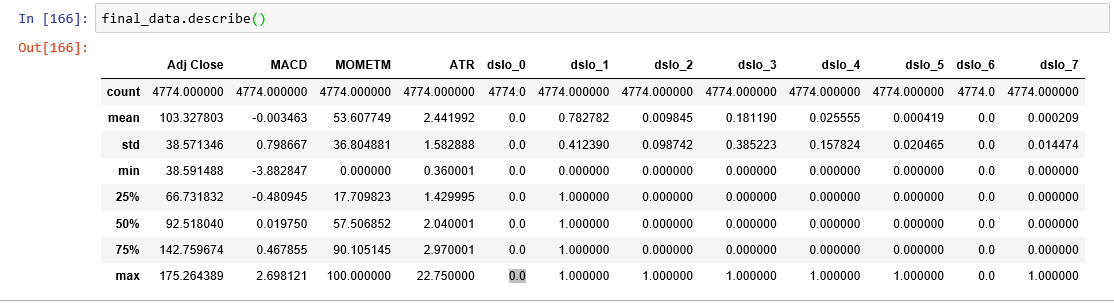 In [166]: final_data.describe()
Out[166]:
Adj Close MACD MOMETM ATR dslo_0 dslo_1 dslo_2 dslo_3 dslo_4 dslo_5 dslo_6 dslo_7
count 4774.000000 4774.000000 4774.000000 4774.000000 4774.0 4774.000000 4774.000000 4774.000000 4774.000000 4774.000000 4774.0 4774.000000
mean 103.327803 -0.003463 53.607749 2.441992 0.0 0.782782 0.009845 0.181190 0.025555 0.000419 0.0 0.000209
std 38.571346 0.798667 36.804881 1.582888 0.0 0.412390 0.098742 0.385223 0.157824 0.020465 0.0 0.014474
min 38.591488 -3.882847 0.000000 0.360001 0.0 0.000000 0.000000 0.000000 0.000000 0.000000 0.0 0.000000
25% 66.731832 -0.480945 17.709823 1.429995 0.0 1.000000 0.000000 0.000000 0.000000 0.000000 0.0 0.000000
50% 92.518040 0.019750 57.506852 2.040001 0.0 1.000000 0.000000 0.000000 0.000000 0.000000 0.0 0.000000
75% 142.759674 0.467855 90.105145 2.970001 0.0 1.000000 0.000000 0.000000 0.000000 0.000000 0.0 0.000000
max 175.264389 2.698121 100.000000 22.750000 0.0 1.000000 1.000000 1.000000 1.000000 1.000000 0.0 1.000000